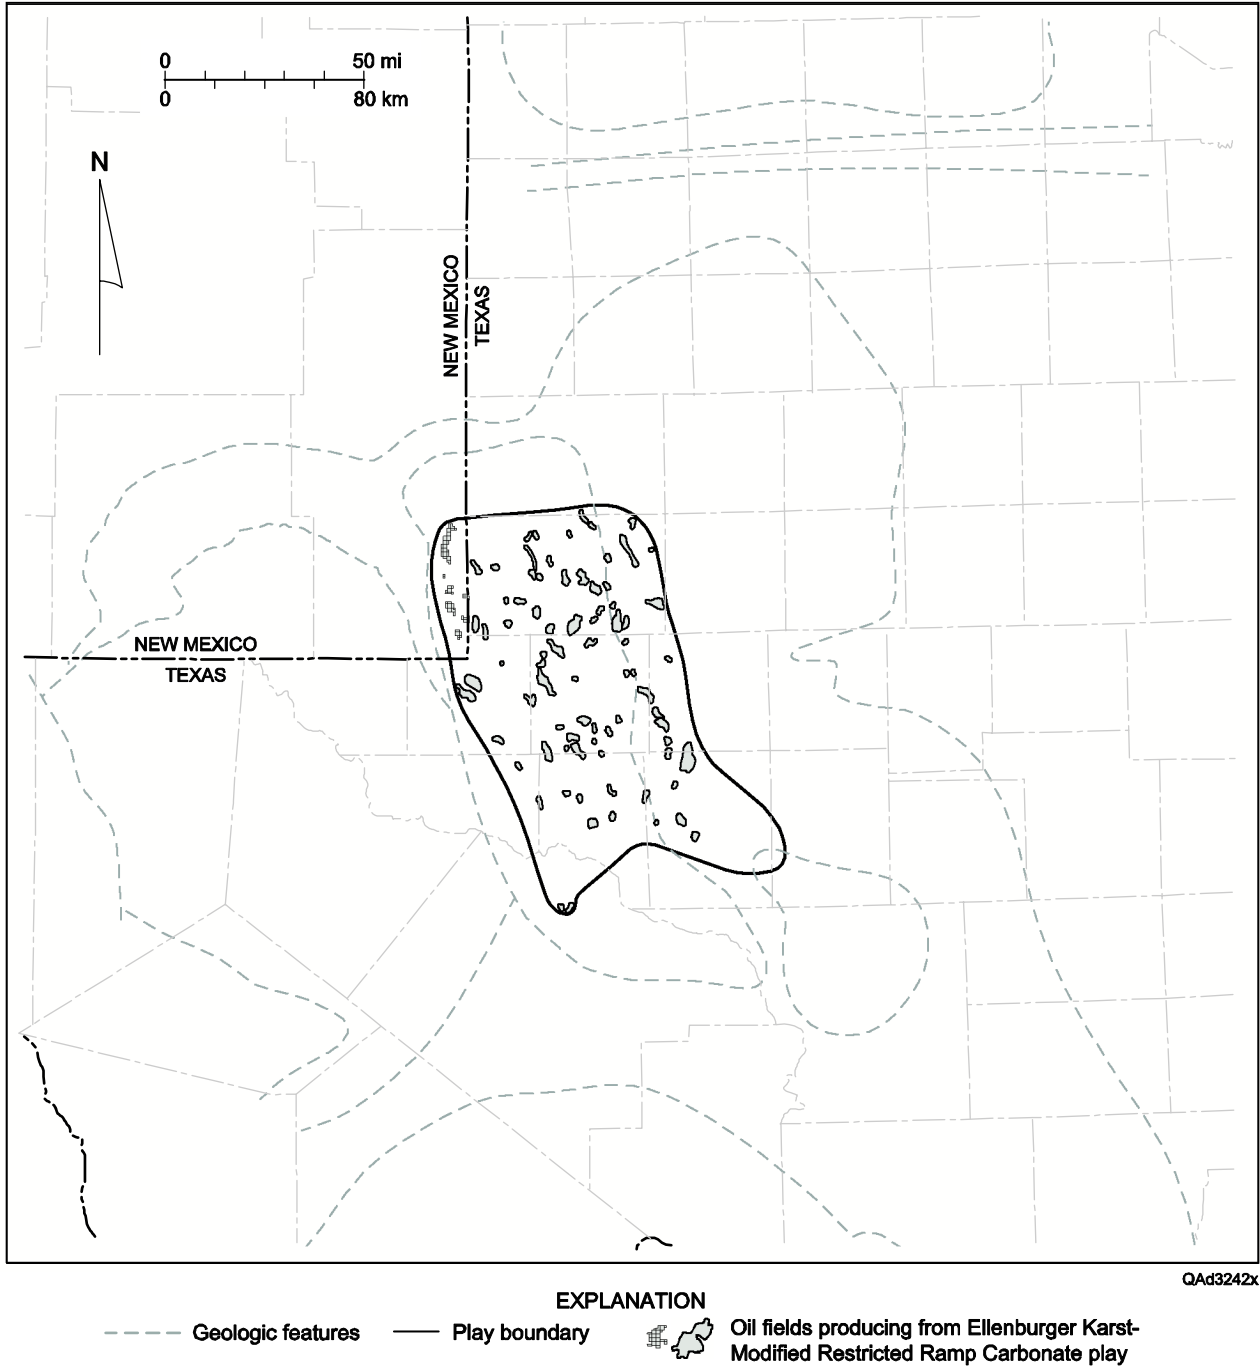 0 50 mi
0 80 km
N
NEW MEXICO
TEXAS
NEW MEXICO
TEXAS
QAd3242x
EXPLANATION
Geologic features
Play boundary
Oil fields producing from Ellenburger Karst-
Modified Restricted Ramp Carbonate play